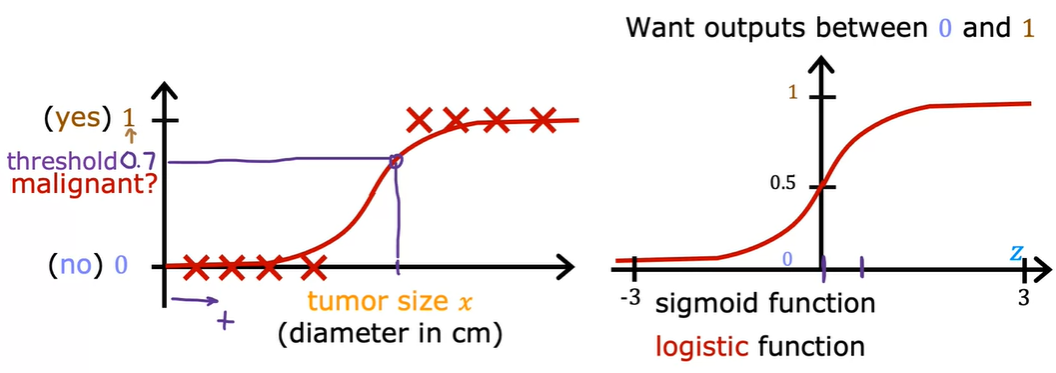 (yes) 1
threshold 0.7
malignant?
(no) 0
+
tumor size x
(diameter in cm)
Want outputs between 0 and 1
1
0.5
0
z
-3
3
sigmoid function
logistic function